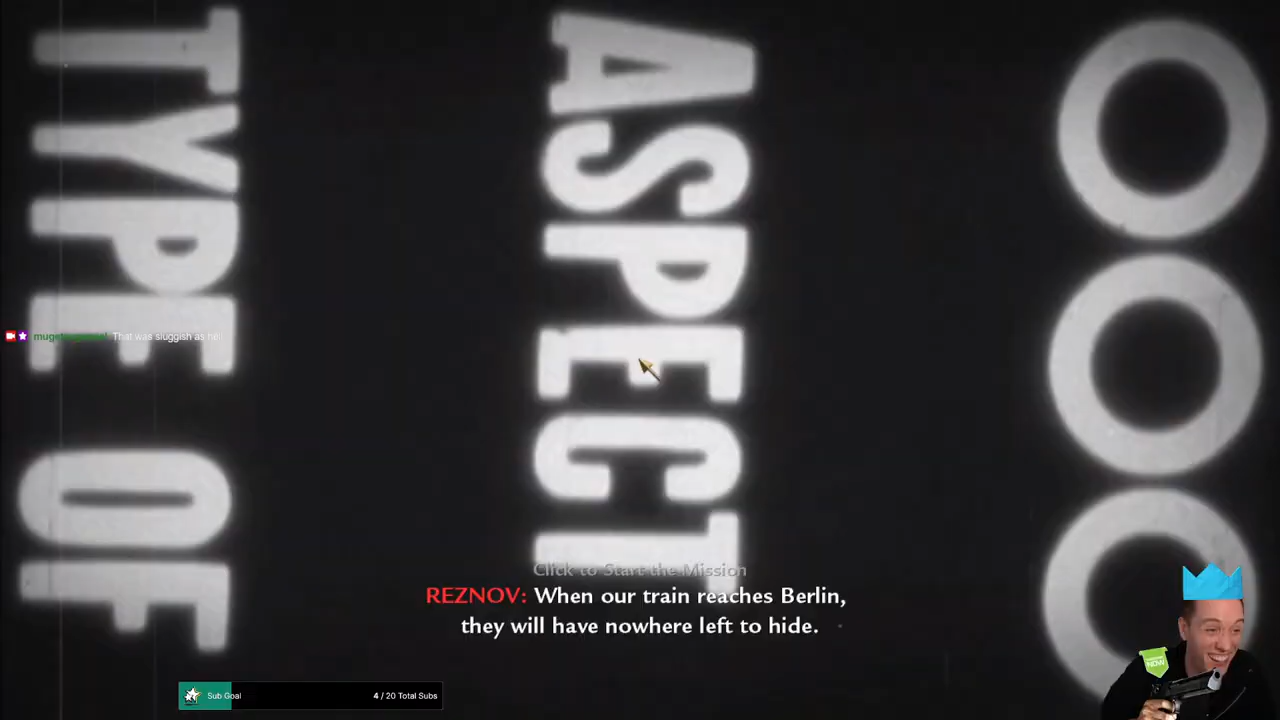 TYPE OF
ASPECT
That was sluggish as hell
Click to Start the Mission
REZNOV: When our train reaches Berlin,
they will have nowhere left to hide.
Sub Goal
4 / 20 Total Subs
NOW